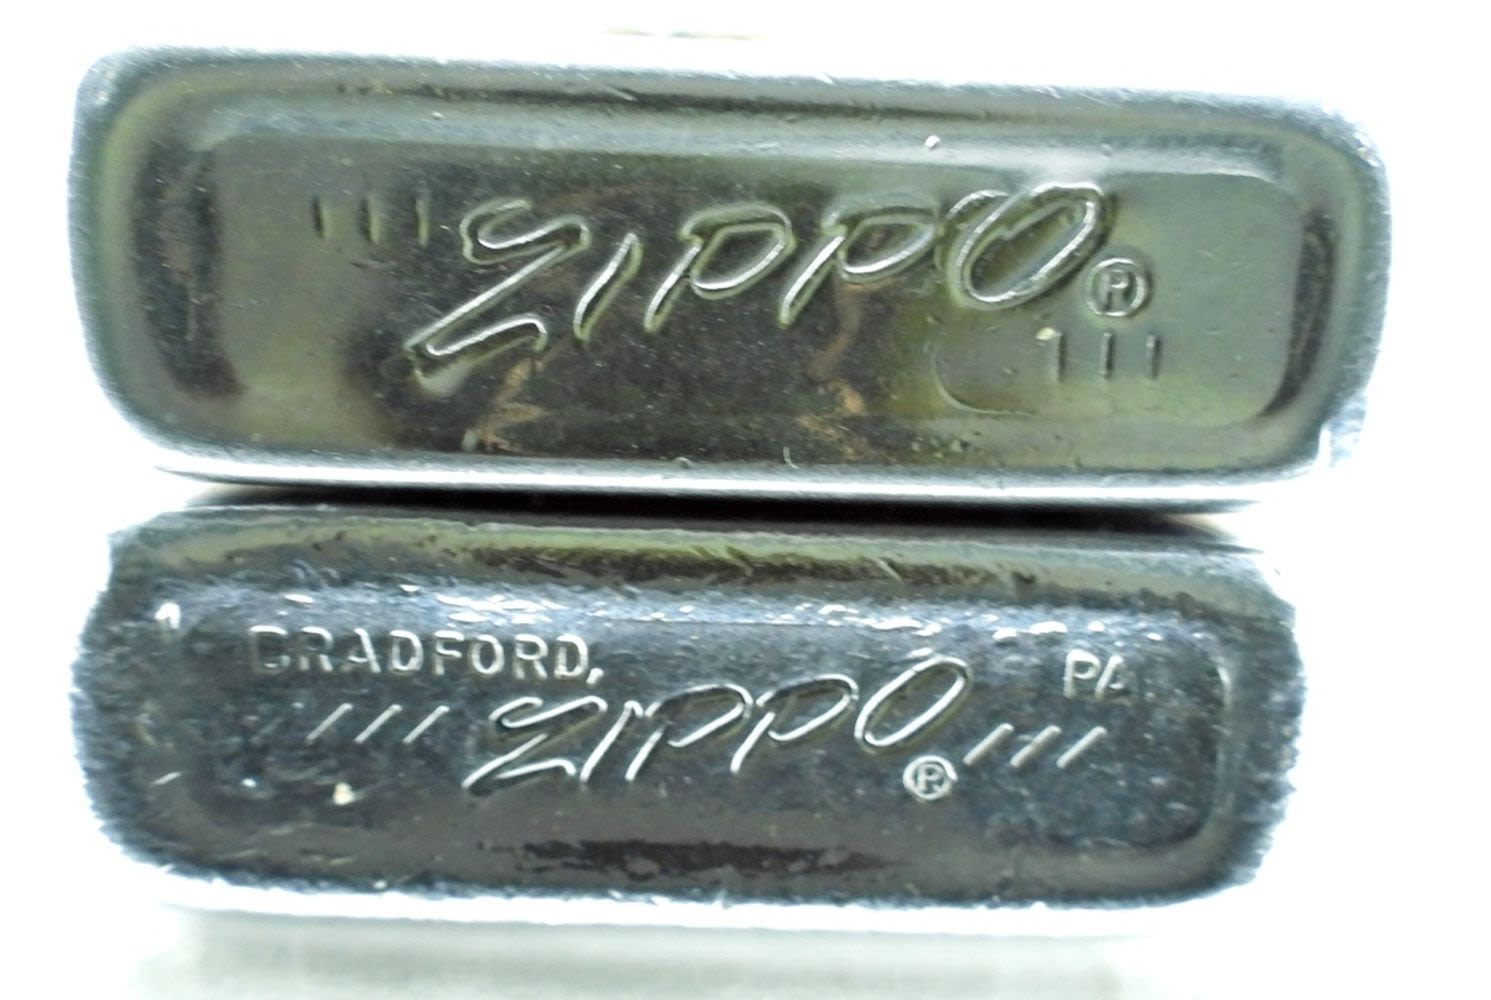 |||| ZIPPO ®
|||
BRADFORD, PA.
//// ZIPPO ® ////